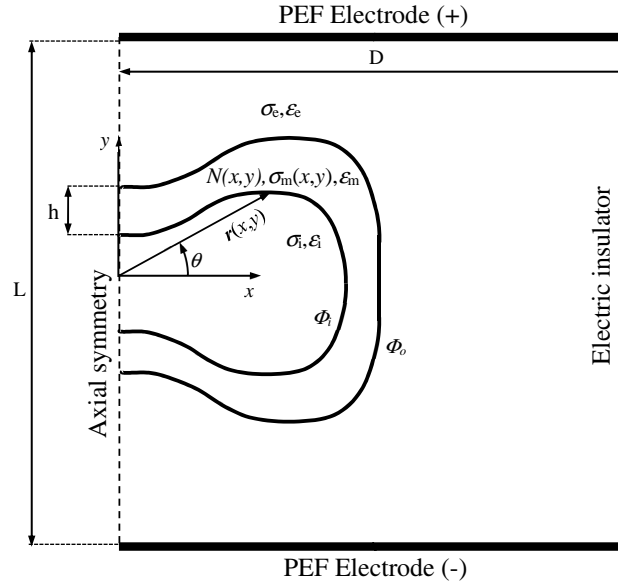 PEF Electrode (+)
D
σe,εe
y
N(x,y),σm(x,y),εm
h
r(x,y)
σi,εi
θ
L
x
Axial symmetry
Φi
Φo
Electric insulator
PEF Electrode (-)